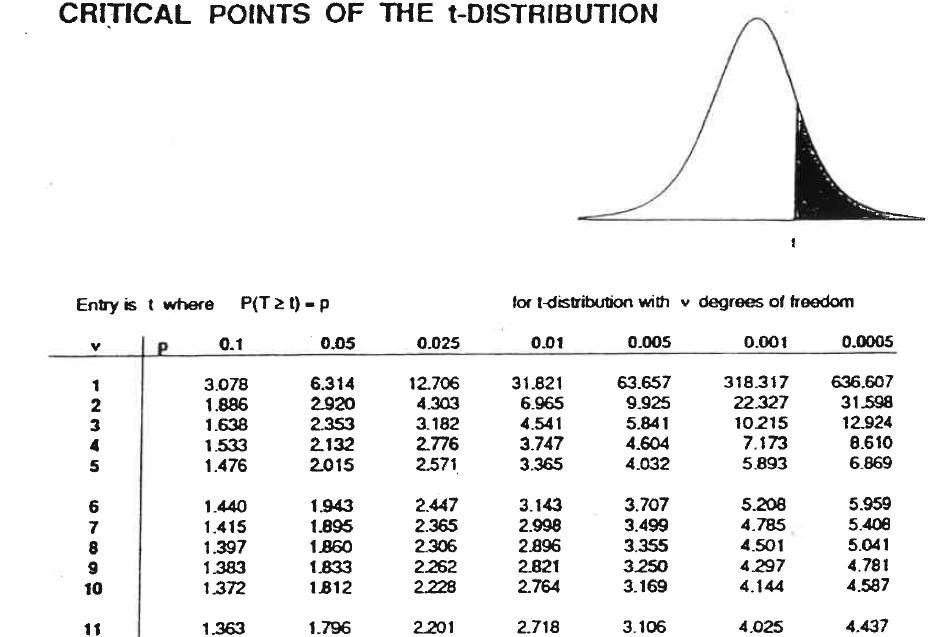 CRITICAL POINTS OF THE t-DISTRIBUTION
t
Entry is t where P(T ≥ t) = p for t-distribution with v degrees of freedom
v p 0.1 0.05 0.025 0.01 0.005 0.001 0.0005
1 3.078 6.314 12.706 31.821 63.657 318.317 636.607
2 1.886 2.920 4.303 6.965 9.925 22.327 31.598
3 1.638 2.353 3.182 4.541 5.841 10.215 12.924
4 1.533 2.132 2.776 3.747 4.604 7.173 8.610
5 1.476 2.015 2.571 3.365 4.032 5.893 6.869
6 1.440 1.943 2.447 3.143 3.707 5.208 5.959
7 1.415 1.895 2.365 2.998 3.499 4.785 5.408
8 1.397 1.860 2.306 2.896 3.355 4.501 5.041
9 1.383 1.833 2.262 2.821 3.250 4.297 4.781
10 1.372 1.812 2.228 2.764 3.169 4.144 4.587
11 1.363 1.796 2.201 2.718 3.106 4.025 4.437